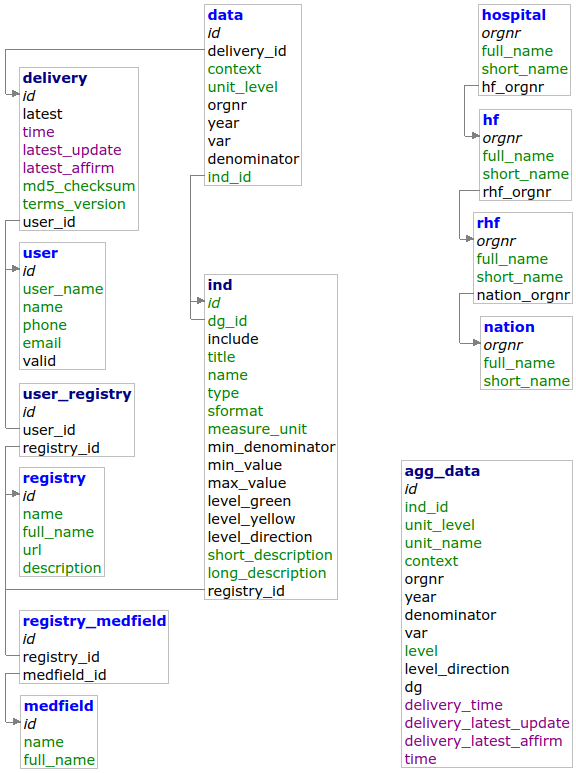 data
id
delivery_id
context
unit_level
orgnr
year
var
denominator
ind_id
delivery
id
latest
time
latest_update
latest_affirm
md5_checksum
terms_version
user_id
user
id
user_name
name
phone
email
valid
user_registry
id
user_id
registry_id
registry
id
name
full_name
url
description
registry_medfield
id
registry_id
medfield_id
medfield
id
name
full_name
ind
id
dg_id
include
title
name
type
sformat
measure_unit
min_denominator
min_value
max_value
level_green
level_yellow
level_direction
short_description
long_description
registry_id
hospital
orgnr
full_name
short_name
hf_orgnr
hf
orgnr
full_name
short_name
rhf_orgnr
rhf
orgnr
full_name
short_name
nation_orgnr
nation
orgnr
full_name
short_name
agg_data
id
ind_id
unit_level
unit_name
context
orgnr
year
denominator
var
level
level_direction
dg
delivery_time
delivery_latest_update
delivery_latest_affirm
time